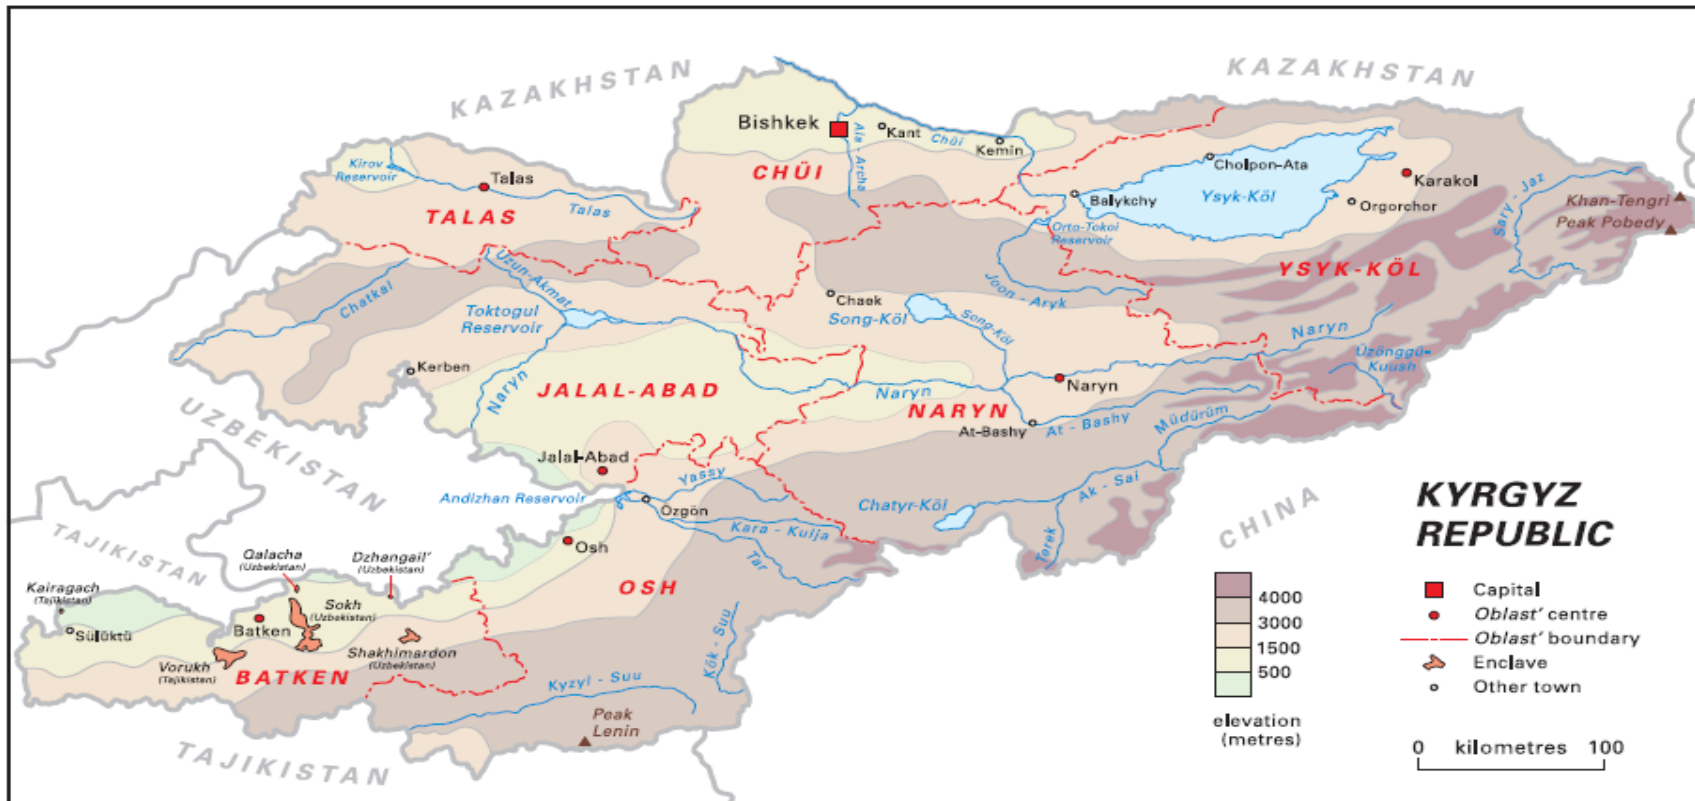 KAZAKHSTAN
KAZAKHSTAN
Bishkek
Kant
Ala - Archa
Chüi
Kemin
Kirov
Reservoir
Talas
Talas
TALAS
CHÜI
Cholpon-Ata
Ysyk-Köl
Balykchy
Karakol
Orgorchor
Sary - Jaz
Khan-Tengri
Peak Pobedy
Orto-Tokoi
Reservoir
YSYK-KÖL
Uzun-Akmat
Chatkal
Toktogul
Reservoir
Chaek
Song-Köl
Song-Köl
Joon - Aryk
Naryn
Üzönggü-
Kuush
Kerben
Naryn
JALAL-ABAD
Naryn
NARYN
Naryn
At-Bashy
At - Bashy
Müdürüm
UZBEKISTAN
Jalal-Abad
Andizhan Reservoir
Yassy
Özgön
Kara - Kulja
Tar
Chatyr-Köl
Ak - Sai
Terek
CHINA
TAJIKISTAN
Qalacha
(Uzbekistan)
Dzhangail'
(Uzbekistan)
Osh
OSH
Kairagach
(Tajikistan)
Sülüktü
Batken
Sokh
(Uzbekistan)
Shakhimardon
(Uzbekistan)
Vorukh
(Tajikistan)
BATKEN
Kök - Suu
Kyzyl - Suu
Peak
Lenin
TAJIKISTAN
KYRGYZ
REPUBLIC
4000
3000
1500
500
elevation
(metres)
Capital
Oblast' centre
Oblast' boundary
Enclave
Other town
0 kilometres 100